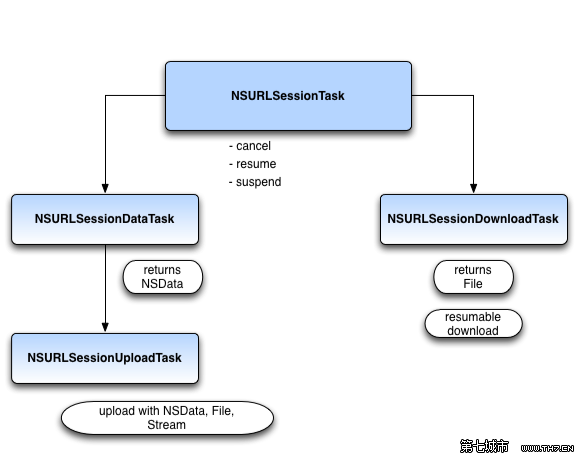 NSURLSessionTask
- cancel
- resume
- suspend
NSURLSessionDataTask
NSURLSessionDownloadTask
returns
NSData
returns
File
resumable
download
NSURLSessionUploadTask
upload with NSData, File,
Stream
第七城市 WWW.TH7.CN